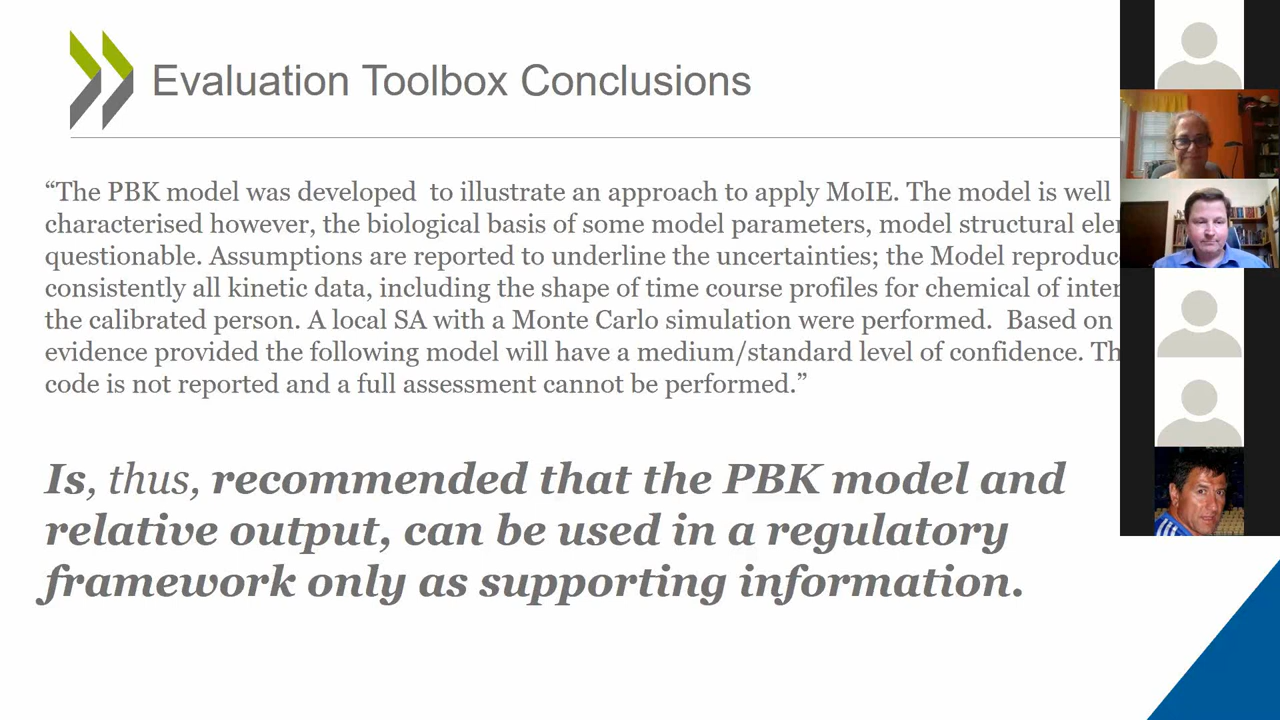 Evaluation Toolbox Conclusions
“The PBK model was developed to illustrate an approach to apply MoIE. The model is well
characterised however, the biological basis of some model parameters, model structural
questionable. Assumptions are reported to underline the uncertainties; the Model
consistently all kinetic data, including the shape of time course profiles for chemical of
the calibrated person. A local SA with a Monte Carlo simulation were performed. Based on
evidence provided the following model will have a medium/standard level of confidence.
code is not reported and a full assessment cannot be performed.”
Is, thus, recommended that the PBK model and
relative output, can be used in a regulatory
framework only as supporting information.